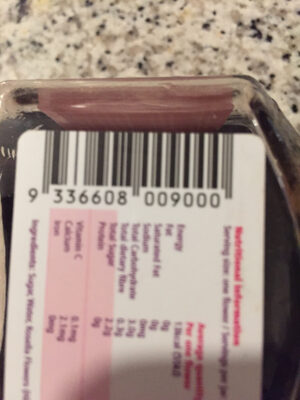 9 336608 009000
Nutritional information
Serving size: one flower / Servings per jar
Average quantity
Per one flower
Energy 13kcal (55KJ)
Fat 0g
Saturated Fat 0g
Sodium 0mg
Total Carbohydrate 3.0g
Total dietary fibre 0.3g
Total Sugar 2.2g
Protein 0g
Vitamin C 0.1mg
Calcium 2.1mg
Iron 0mg
Ingredients: Sugar, Water, Rosella Flowers